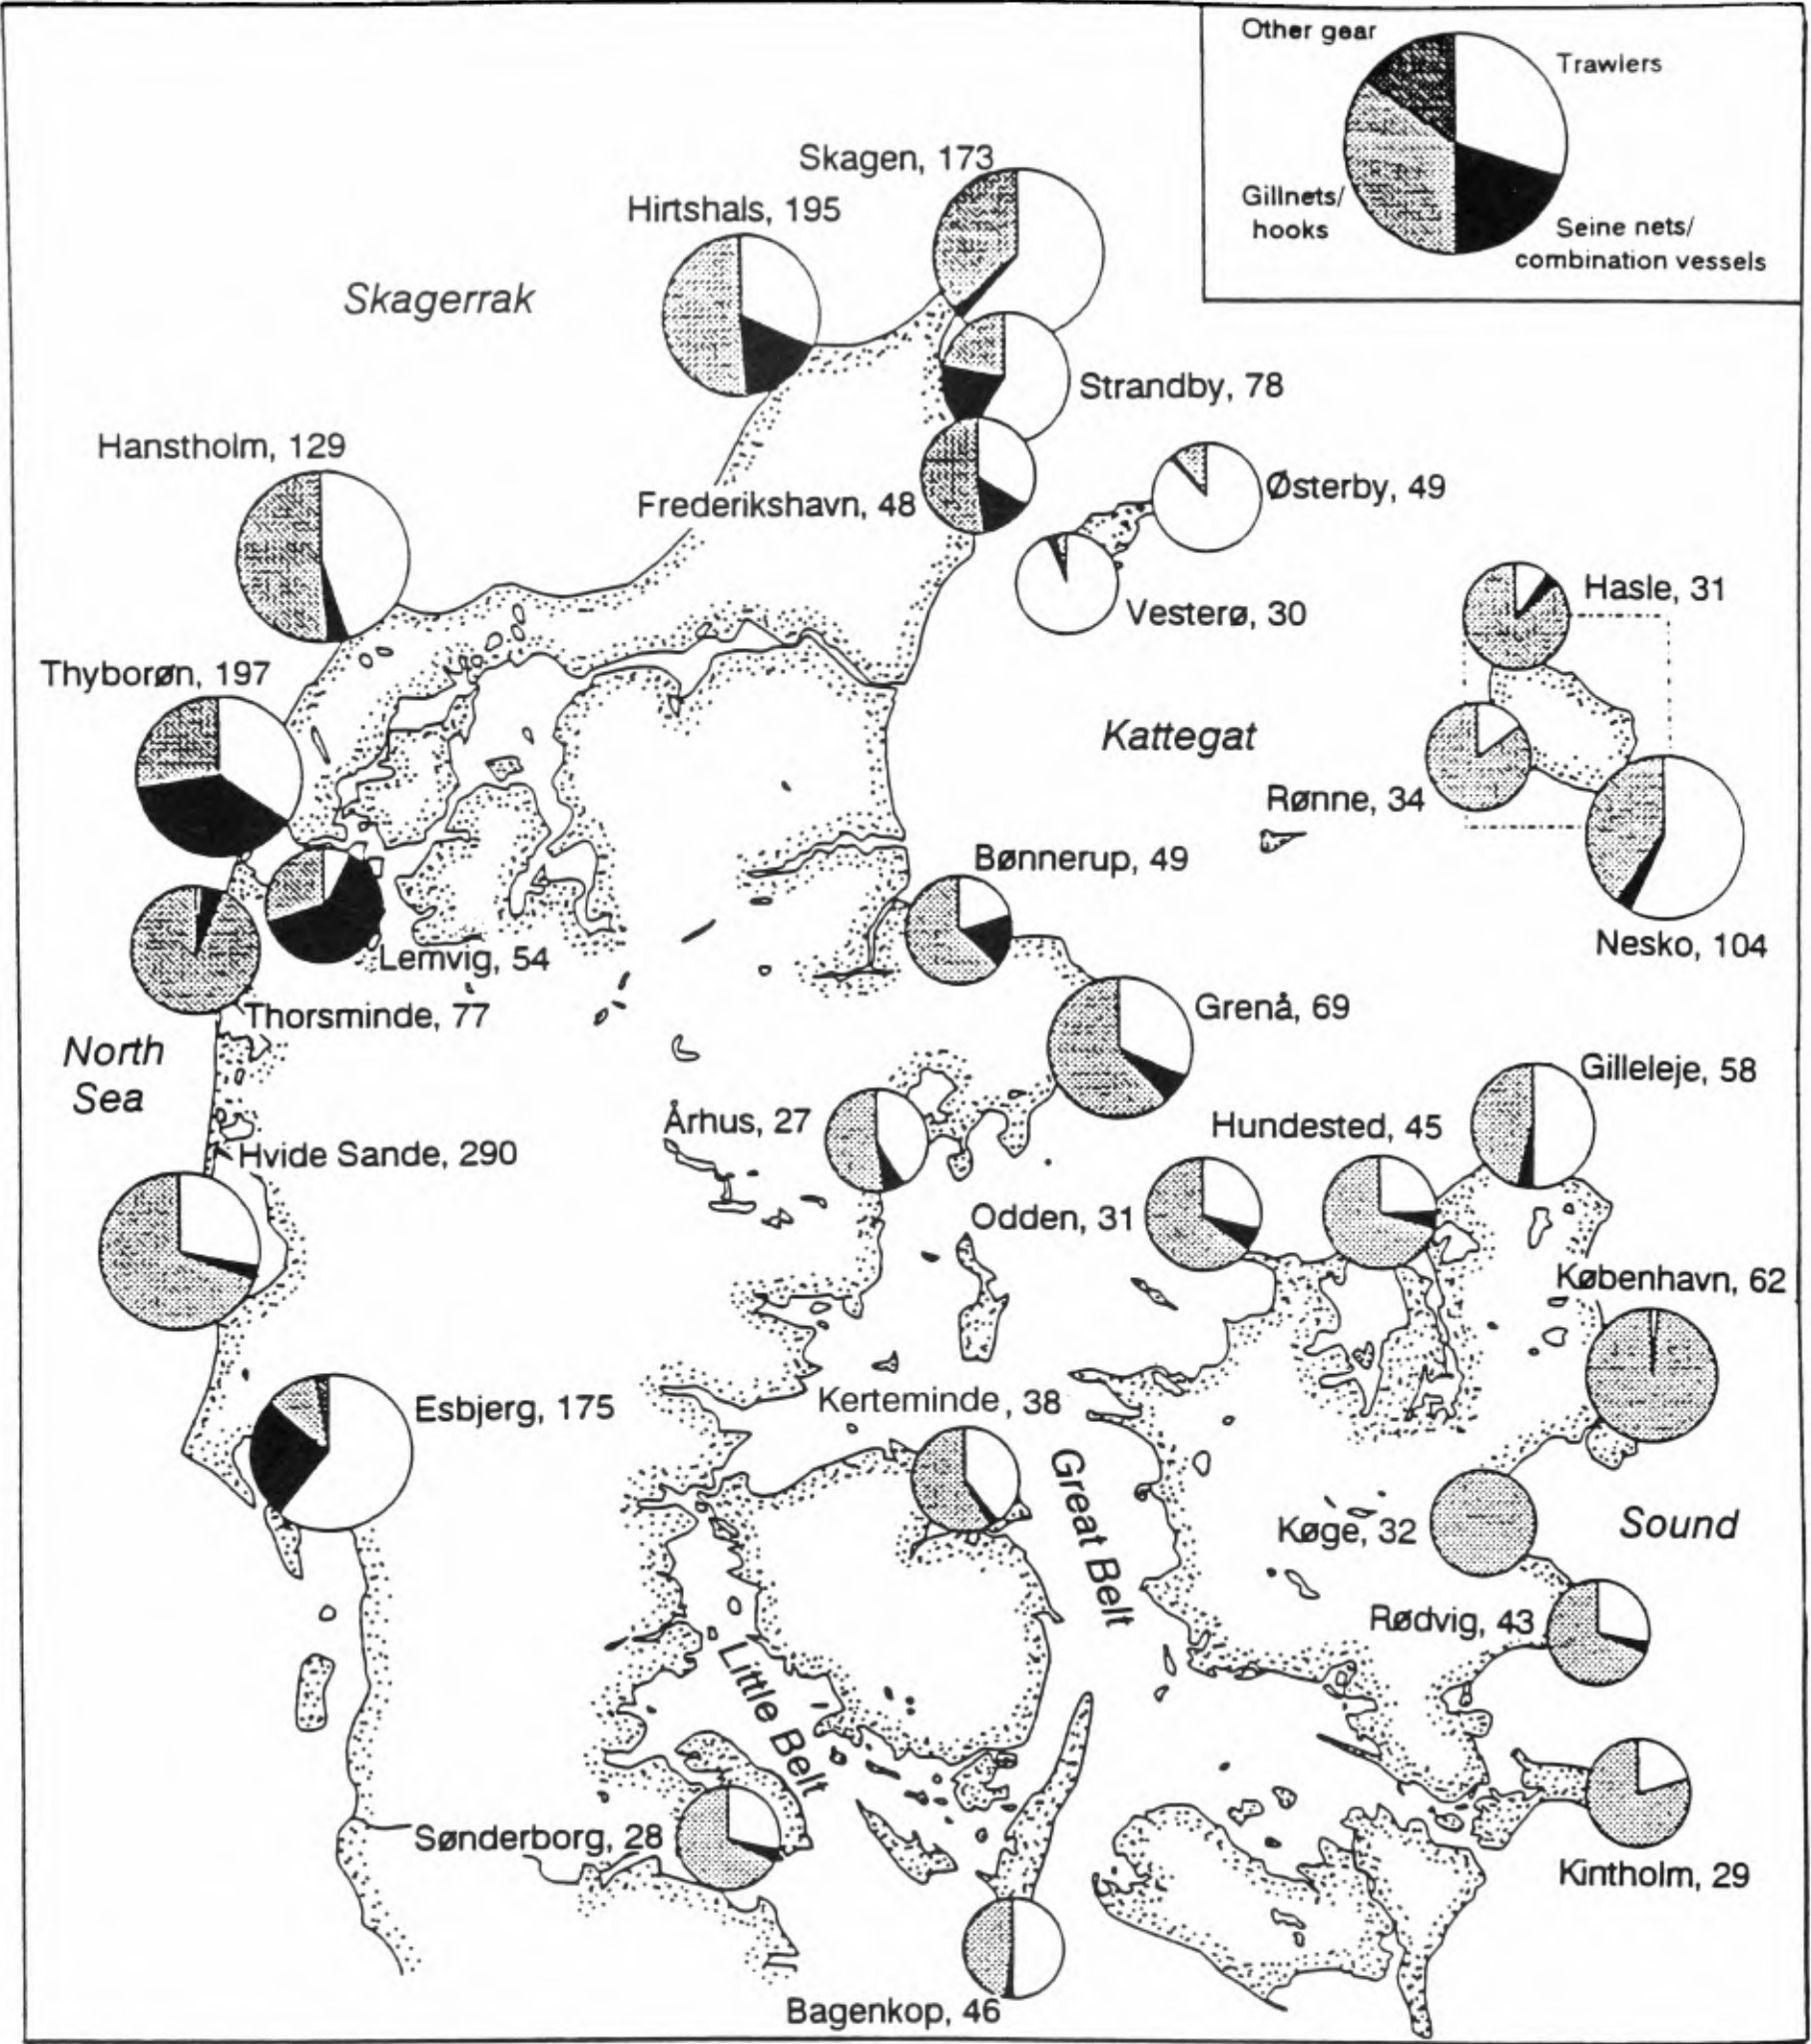 Other gear
Trawlers
Gillnets/
hooks
Seine nets/
combination vessels
Skagen, 173
Hirtshals, 195
Skagerrak
Strandby, 78
Hanstholm, 129
Frederikshavn, 48
Østerby, 49
Hasle, 31
Vesterø, 30
Thyborøn, 197
Kattegat
Rønne, 34
Bønnerup, 49
Nesko, 104
Lemvig, 54
Thorsminde, 77
Grenå, 69
North
Sea
Gilleleje, 58
Århus, 27
Hundested, 45
Hvide Sande, 290
Odden, 31
København, 62
Esbjerg, 175
Kerteminde, 38
Great Belt
Køge, 32
Sound
Rødvig, 43
Little Belt
Sønderborg, 28
Kintholm, 29
Bagenkop, 46